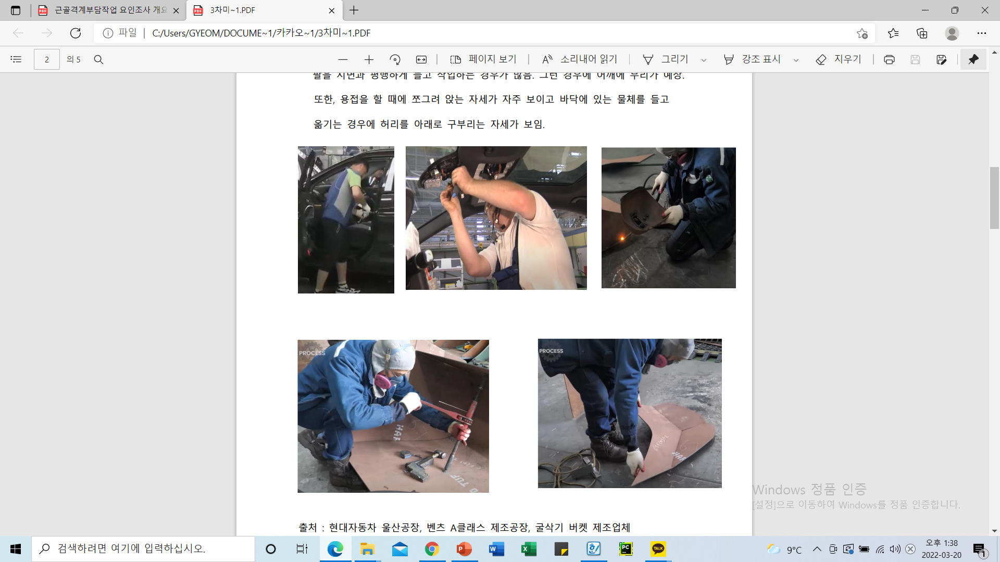 근골격계부담작업 요인조사 개요
3차미~1.PDF
파일
C:/Users/GYEOM/DOCUME~1/카카오~1/3차미~1.PDF
2 의 5
페이지 보기
소리내어 읽기
그리기
강조 표시
지우기
팔을 지면과 평행하게 들고 작업하는 경우가 많음. 그런 경우에 어깨에 무리가 예상.
또한, 용접을 할 때에 쪼그려 앉는 자세가 자주 보이고 바닥에 있는 물체를 들고
옮기는 경우에 허리를 아래로 구부리는 자세가 보임.
PROCESS
HAR
TUF
PROCESS
HAR
Windows 정품 인증
[설정]으로 이동하여 Windows를 정품 인증합니다.
출처 : 현대자동차 울산공장, 벤츠 A클래스 제조공장, 굴삭기 버켓 제조업체
검색하려면 여기에 입력하십시오.
PC
TALK
9°C
오후 1:38
2022-03-20
1